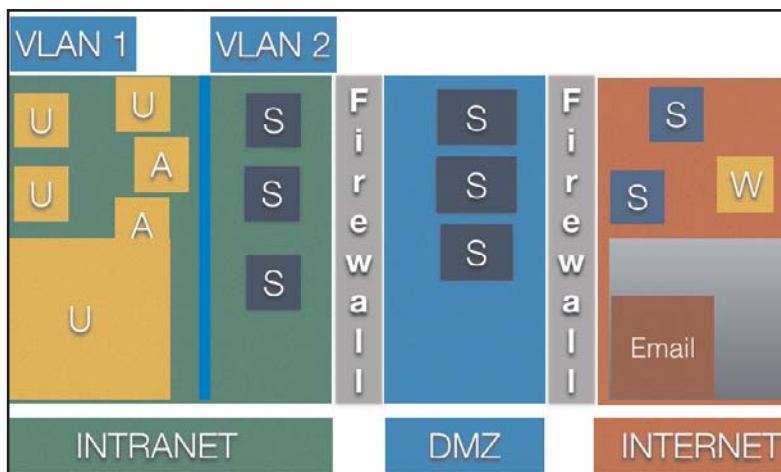 VLAN 1
VLAN 2
U
U
U
A
A
U
S
S
S
Firewall
S
S
S
Firewall
S
S
W
Email
INTRANET
DMZ
INTERNET